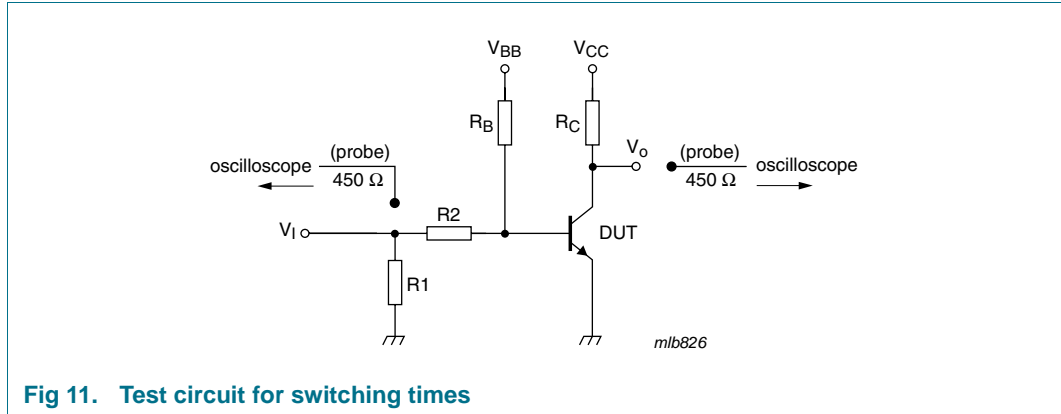 VBB
VCC
RB
RC
Vo
(probe)
450 Ω
oscilloscope
(probe)
450 Ω
oscilloscope
R2
VI
DUT
R1
mlb826
Fig 11. Test circuit for switching times